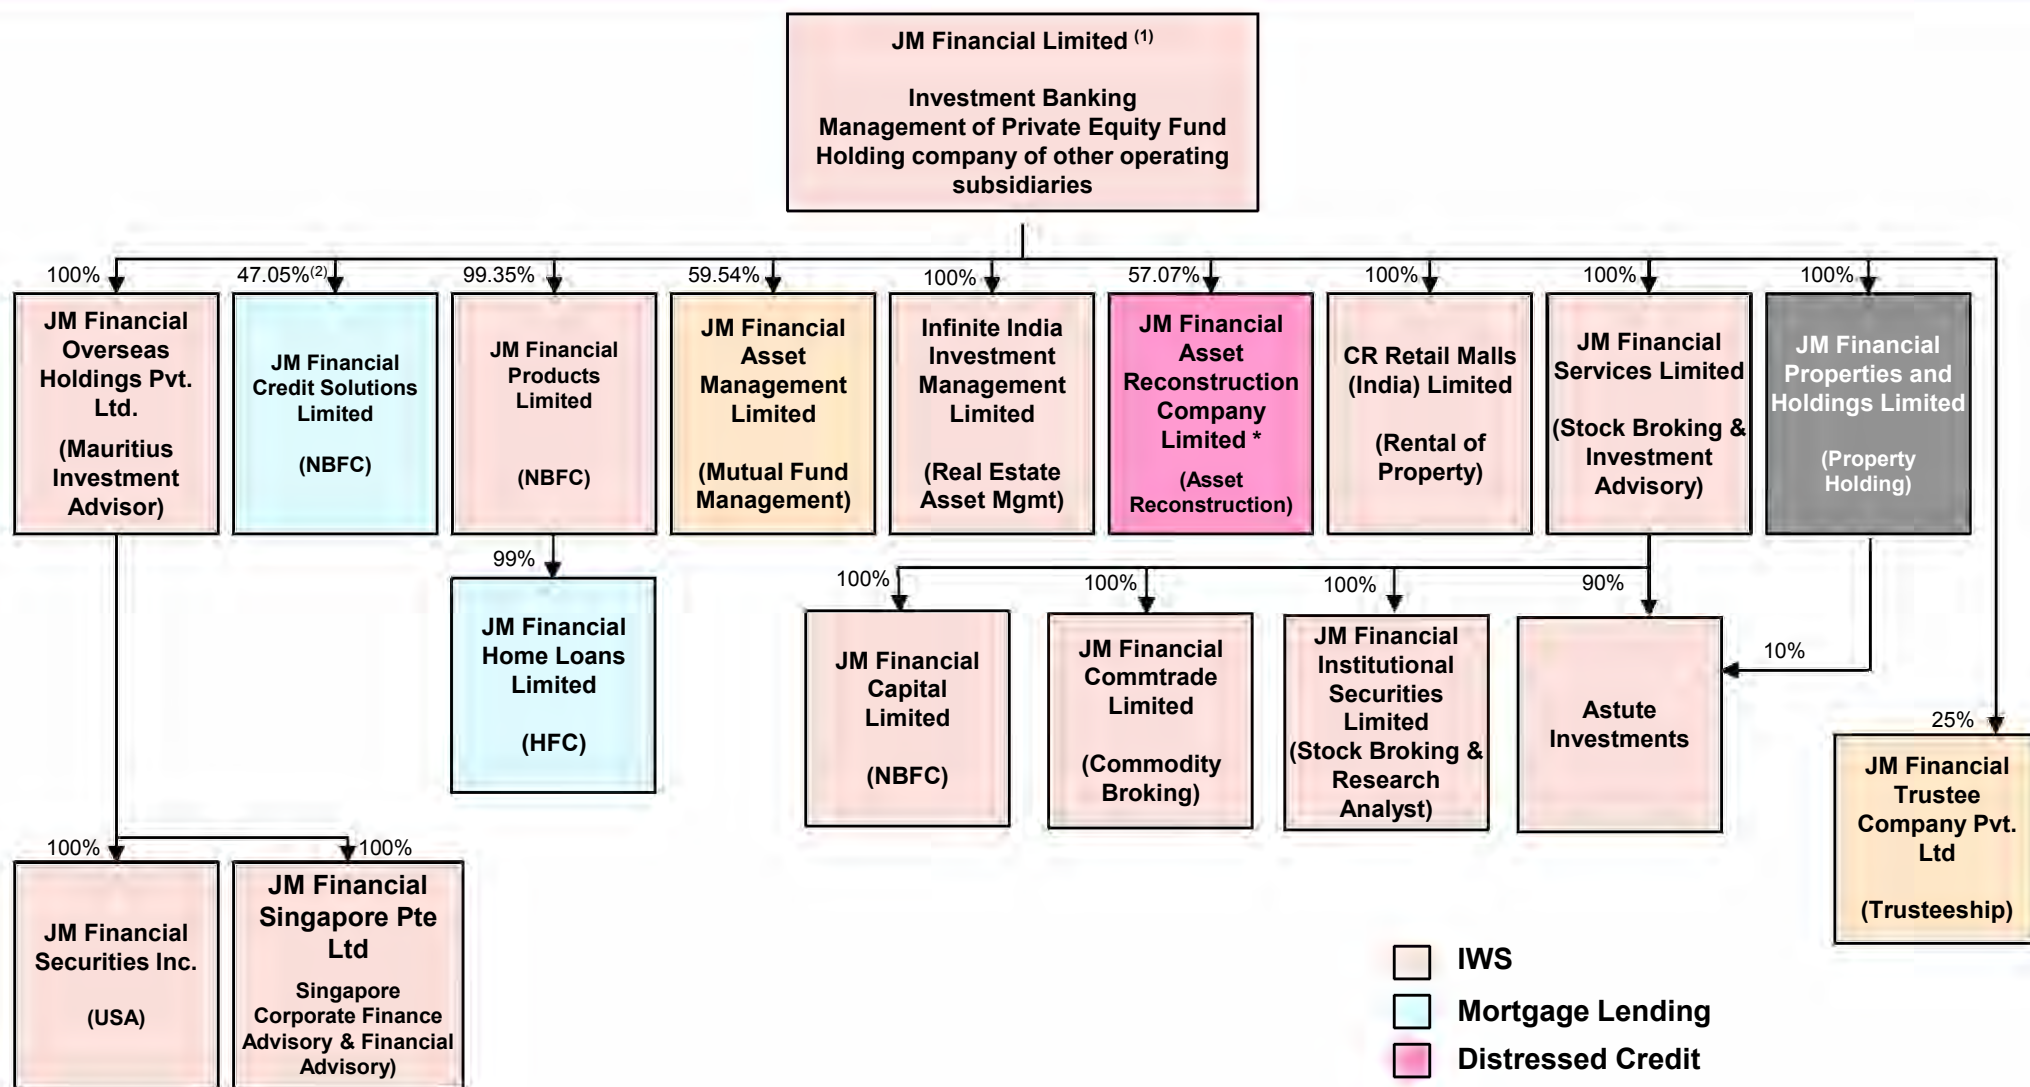 JM Financial Limited (1)
Investment Banking
Management of Private Equity Fund
Holding company of other operating
subsidiaries
100%
47.05%(2)
99.35%
59.54%
100%
57.07%
100%
100%
100%
JM Financial
Overseas
Holdings Pvt.
Ltd.
(Mauritius
Investment
Advisor)
JM Financial
Credit Solutions
Limited
(NBFC)
JM Financial
Products
Limited
(NBFC)
JM Financial
Asset
Management
Limited
(Mutual Fund
Management)
Infinite India
Investment
Management
Limited
(Real Estate
Asset Mgmt)
JM Financial
Asset
Reconstruction
Company
Limited *
(Asset
Reconstruction)
CR Retail Malls
(India) Limited
(Rental of
Property)
JM Financial
Services Limited
(Stock Broking &
Investment
Advisory)
JM Financial
Properties and
Holdings Limited
(Property
Holding)
99%
JM Financial
Home Loans
Limited
(HFC)
100%
100%
100%
90%
10%
JM Financial
Capital
Limited
(NBFC)
JM Financial
Commtrade
Limited
(Commodity
Broking)
JM Financial
Institutional
Securities
Limited
(Stock Broking &
Research
Analyst)
Astute
Investments
25%
JM Financial
Trustee
Company Pvt.
Ltd
(Trusteeship)
100%
100%
JM Financial
Securities Inc.
(USA)
JM Financial
Singapore Pte
Ltd
Singapore
Corporate Finance
Advisory & Financial
Advisory)
IWS
Mortgage Lending
Distressed Credit